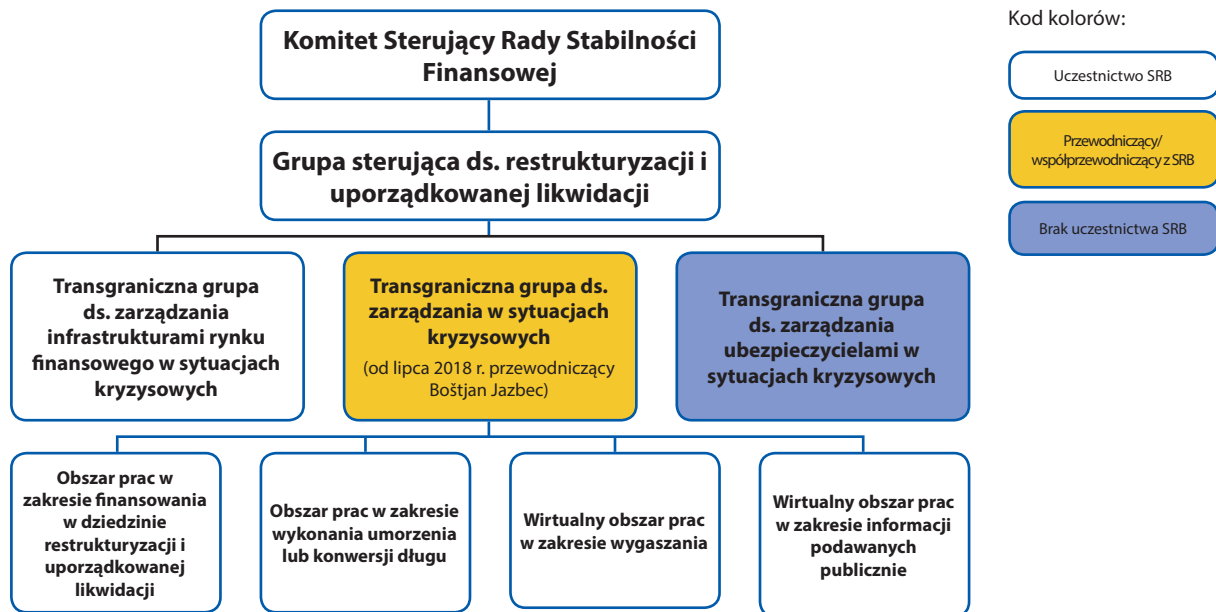 Komitet Sterujący Rady Stabilności
Finansowej
Kod kolorów:
Uczestnictwo SRB
Przewodniczący/
współprzewodniczący z SRB
Brak uczestnictwa SRB
Grupa sterująca ds. restrukturyzacji i
uporządkowanej likwidacji
Transgraniczna grupa
ds. zarządzania
infrastrukturami rynku
finansowego w sytuacjach
kryzysowych
Transgraniczna grupa ds.
zarządzania w sytuacjach
kryzysowych
(od lipca 2018 r. przewodniczący
Boštjan Jazbec)
Transgraniczna grupa
ds. zarządzania
ubezpieczycielami w
sytuacjach kryzysowych
Obszar prac w
zakresie finansowania
w dziedzinie
restrukturyzacji i
uporządkowanej
likwidacji
Obszar prac w zakresie
wykonania umorzenia
lub konwersji długu
Wirtualny obszar prac
w zakresie wygaszania
Wirtualny obszar prac
w zakresie informacji
podawanych
publicznie